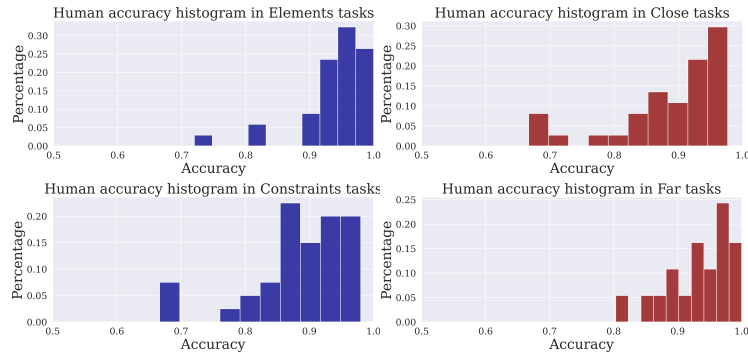 Human accuracy histogram in Elements tasks
0.30
0.25
0.20
0.15
0.10
0.05
0.00
Percentage
0.5 0.6 0.7 0.8 0.9 1.0
Accuracy
Human accuracy histogram in Close tasks
0.30
0.25
0.20
0.15
0.10
0.05
0.00
Percentage
0.5 0.6 0.7 0.8 0.9 1.0
Accuracy
Human accuracy histogram in Constraints tasks
0.20
0.15
0.10
0.05
0.00
Percentage
0.5 0.6 0.7 0.8 0.9 1.0
Accuracy
Human accuracy histogram in Far tasks
0.25
0.20
0.15
0.10
0.05
0.00
Percentage
0.5 0.6 0.7 0.8 0.9 1.0
Accuracy